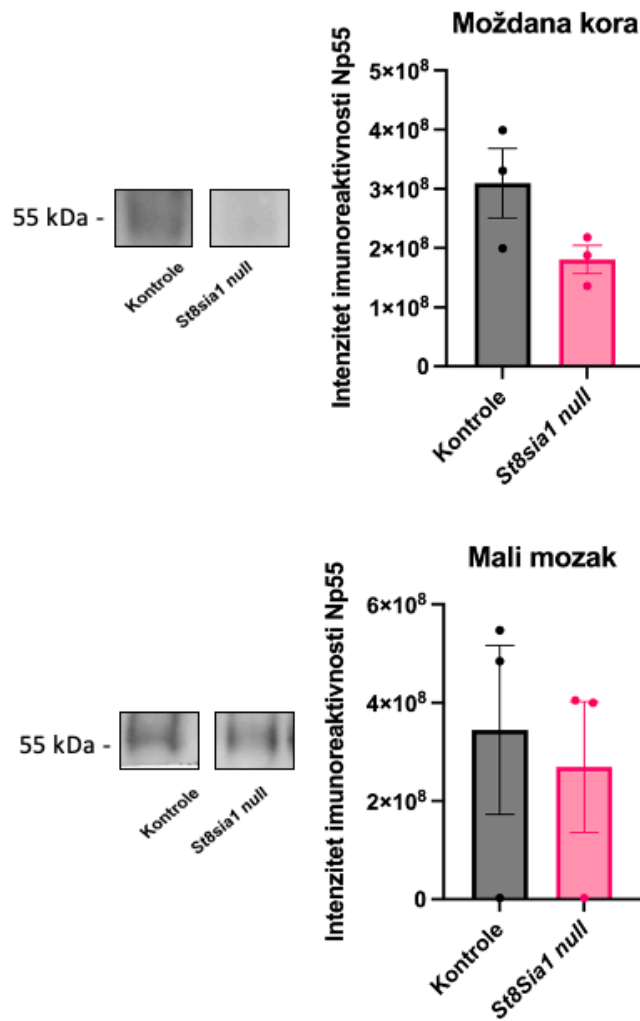 Moždana kora
Intenzitet imunoreaktivnosti Np55
5×10⁸
4×10⁸
3×10⁸
2×10⁸
1×10⁸
0
55 kDa -
Kontrole
St8sia1 null
Kontrole
St8sia1 null
Mali mozak
Intenzitet imunoreaktivnosti Np55
6×10⁸
4×10⁸
2×10⁸
0
55 kDa -
Kontrole
St8sia1 null
Kontrole
St8Sia1 null